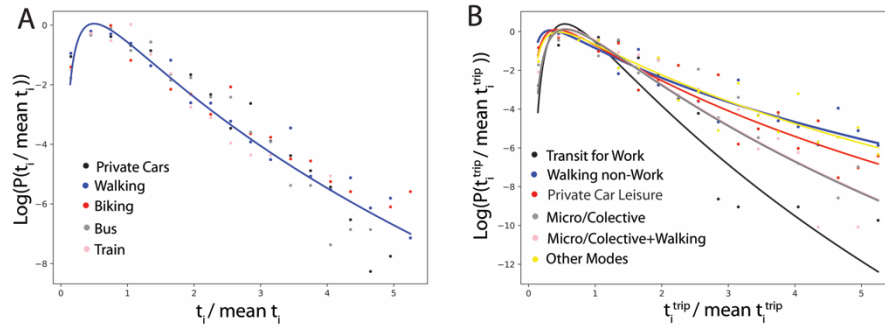 A
Log(P(t_i / mean t_i))
0
−2
−4
−6
−8
Private Cars
Walking
Biking
Bus
Train
0 1 2 3 4 5
t_i / mean t_i
B
Log(P(t_i^trip / mean t_i^trip ))
0
−2
−4
−6
−8
−10
−12
Transit for Work
Walking non-Work
Private Car Leisure
Micro/Colective
Micro/Colective+Walking
Other Modes
0 1 2 3 4 5
t_i^trip / mean t_i^trip